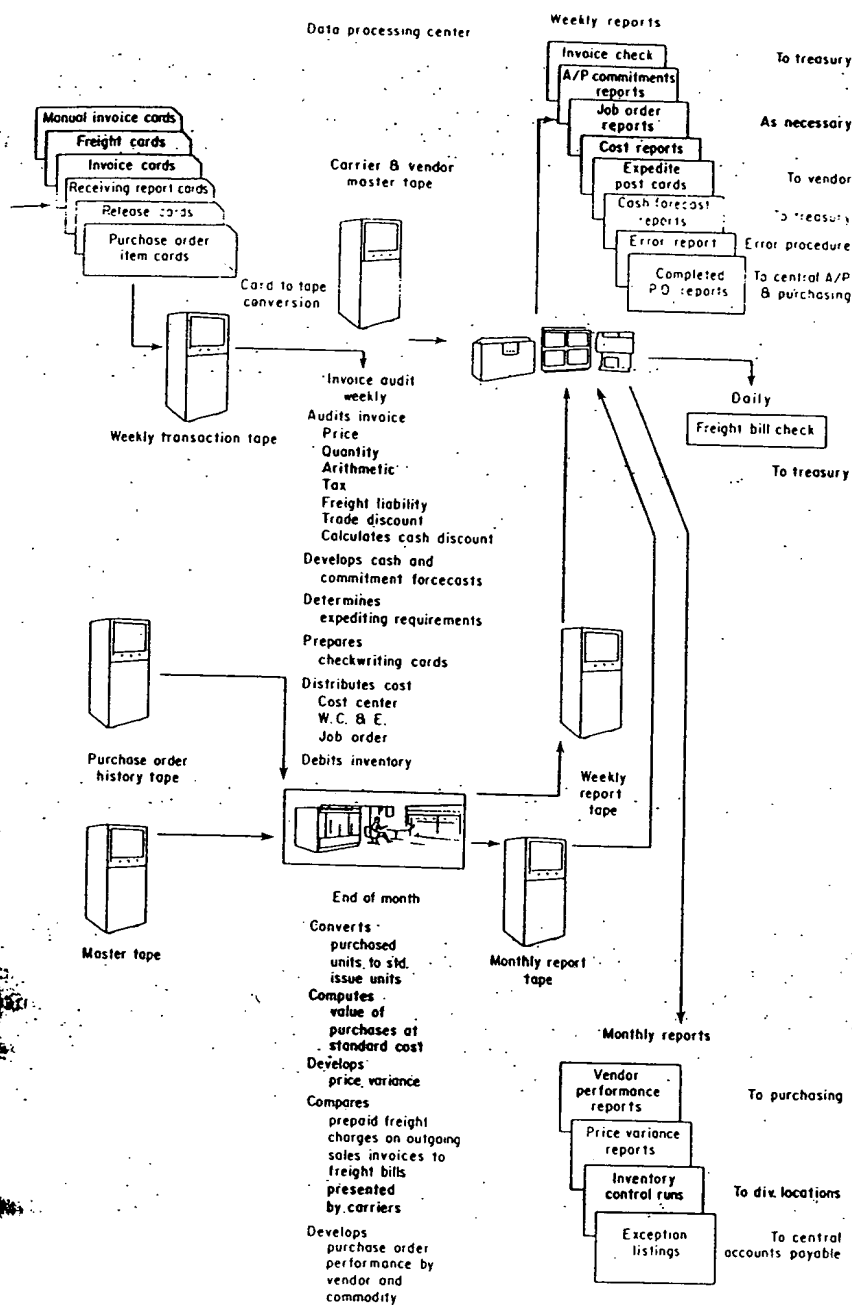 Data processing center
Weekly reports
Invoice check
To treasury
A/P commitments
reports
Job order
reports
As necessary
Cost reports
Expedite
post cards
To vendor
Cash forecast
reports
To treasury
Error report
Error procedure
Completed
P.O. reports
To central A/P
& purchasing
Manual invoice cards
Freight cards
Invoice cards
Receiving report cards
Release cards
Purchase order
item cards
Carrier & vendor
master tape
Card to tape
conversion
Weekly transaction tape
Invoice audit
weekly
Audits invoice
Price
Quantity
Arithmetic
Tax
Freight liability
Trade discount
Calculates cash discount
Develops cash and
commitment forcecasts
Determines
expediting requirements
Prepares
checkwriting cards
Distributes cost
Cost center
W.C. & E.
Job order
Debits inventory
Daily
Freight bill check
To treasury
Purchase order
history tape
Weekly
report
tape
Master tape
Monthly report
tape
End of month
Converts
purchased
units to std.
issue units
Computes
value of
purchases at
standard cost
Develops
price variance
Compares
prepaid freight
charges on outgoing
sales invoices to
freight bills
presented
by carriers
Develops
purchase order
performance by
vendor and
commodity
Monthly reports
Vendor
performance
reports
To purchasing
Price variance
reports
Inventory
control runs
To div. locations
Exception
listings
To central
accounts payable